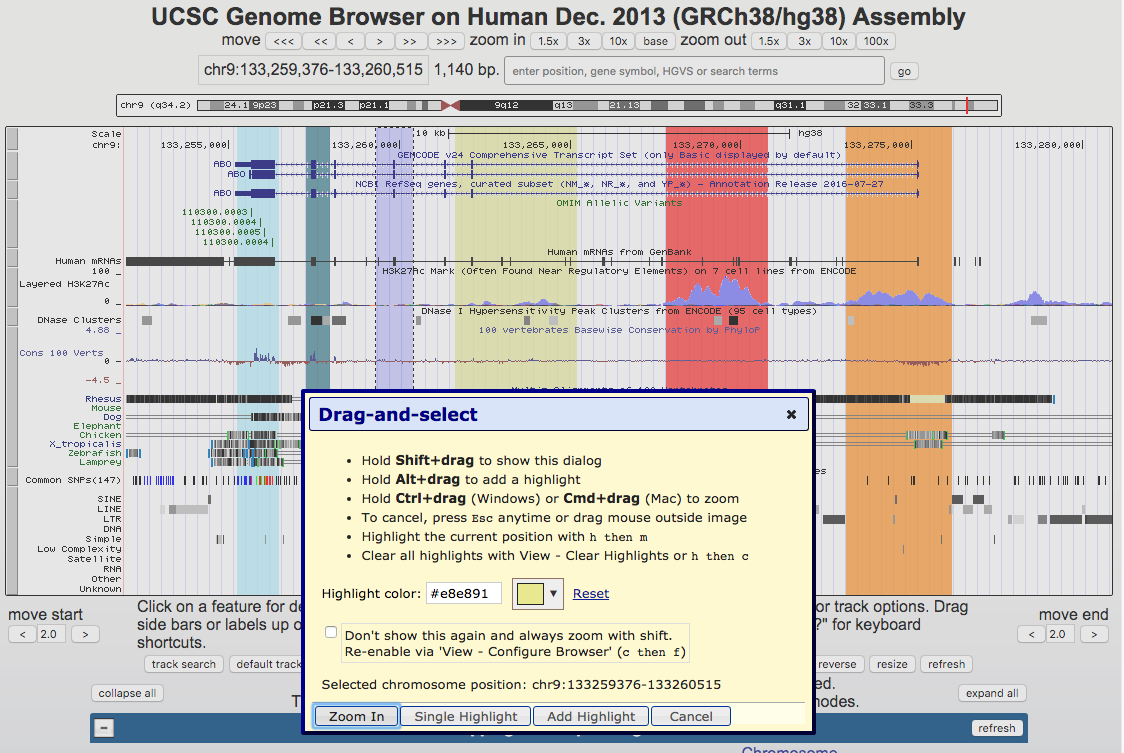 UCSC Genome Browser on Human Dec. 2013 (GRCh38/hg38) Assembly
move <<< << < > >> >>> zoom in 1.5x 3x 10x base zoom out 1.5x 3x 10x 100x
chr9:133,259,376-133,260,515 1,140 bp. enter position, gene symbol, HGVS or search terms go
chr9 (q34.2) 24.1 9p23 p21.3 p21.1 9q12 q13 21.13 q31.1 32 33.1 33.3
Scale 10 kb hg38
chr9: 133,255,000| 133,260,000| 133,265,000| 133,270,000| 133,275,000| 133,280,000|
GENCODE v24 Comprehensive Transcript Set (only Basic displayed by default)
ABO
ABO
NCBI RefSeq genes, curated subset (NM_*, NR_*, and YP_*) - Annotation Release 2016-07-27
ABO
OMIM Allelic Variants
110300.0003|
110300.0004|
110300.0005|
110300.0004|
Human mRNAs from GenBank
Human mRNAs
H3K27Ac Mark (Often Found Near Regulatory Elements) on 7 cell lines from ENCODE
100 _
Layered H3K27Ac
0 _
DNase I Hypersensitivity Peak Clusters from ENCODE (95 cell types)
DNase Clusters
100 vertebrates Basewise Conservation by PhyloP
4.88 _
Cons 100 Verts
0 _
-4.5 _
Rhesus
Mouse
Dog
Elephant
Chicken
X_tropicalis
Zebrafish
Lamprey
Common SNPs(147)
SINE
LINE
LTR
DNA
Simple
Low Complexity
Satellite
RNA
Other
Unknown
Drag-and-select ✖
• Hold Shift+drag to show this dialog
• Hold Alt+drag to add a highlight
• Hold Ctrl+drag (Windows) or Cmd+drag (Mac) to zoom
• To cancel, press Esc anytime or drag mouse outside image
• Highlight the current position with h then m
• Clear all highlights with View - Clear Highlights or h then c
Highlight color: #e8e891 ▼ Reset
Don't show this again and always zoom with shift.
Re-enable via 'View - Configure Browser' (c then f)
Selected chromosome position: chr9:133259376-133260515
Zoom In Single Highlight Add Highlight Cancel
move start
< 2.0 >
Click on a feature for
or track options. Drag
side bars or labels up
?" for keyboard
shortcuts.
move end
< 2.0 >
track search default
reverse resize refresh
collapse all
expand all
− refresh
Chromosome